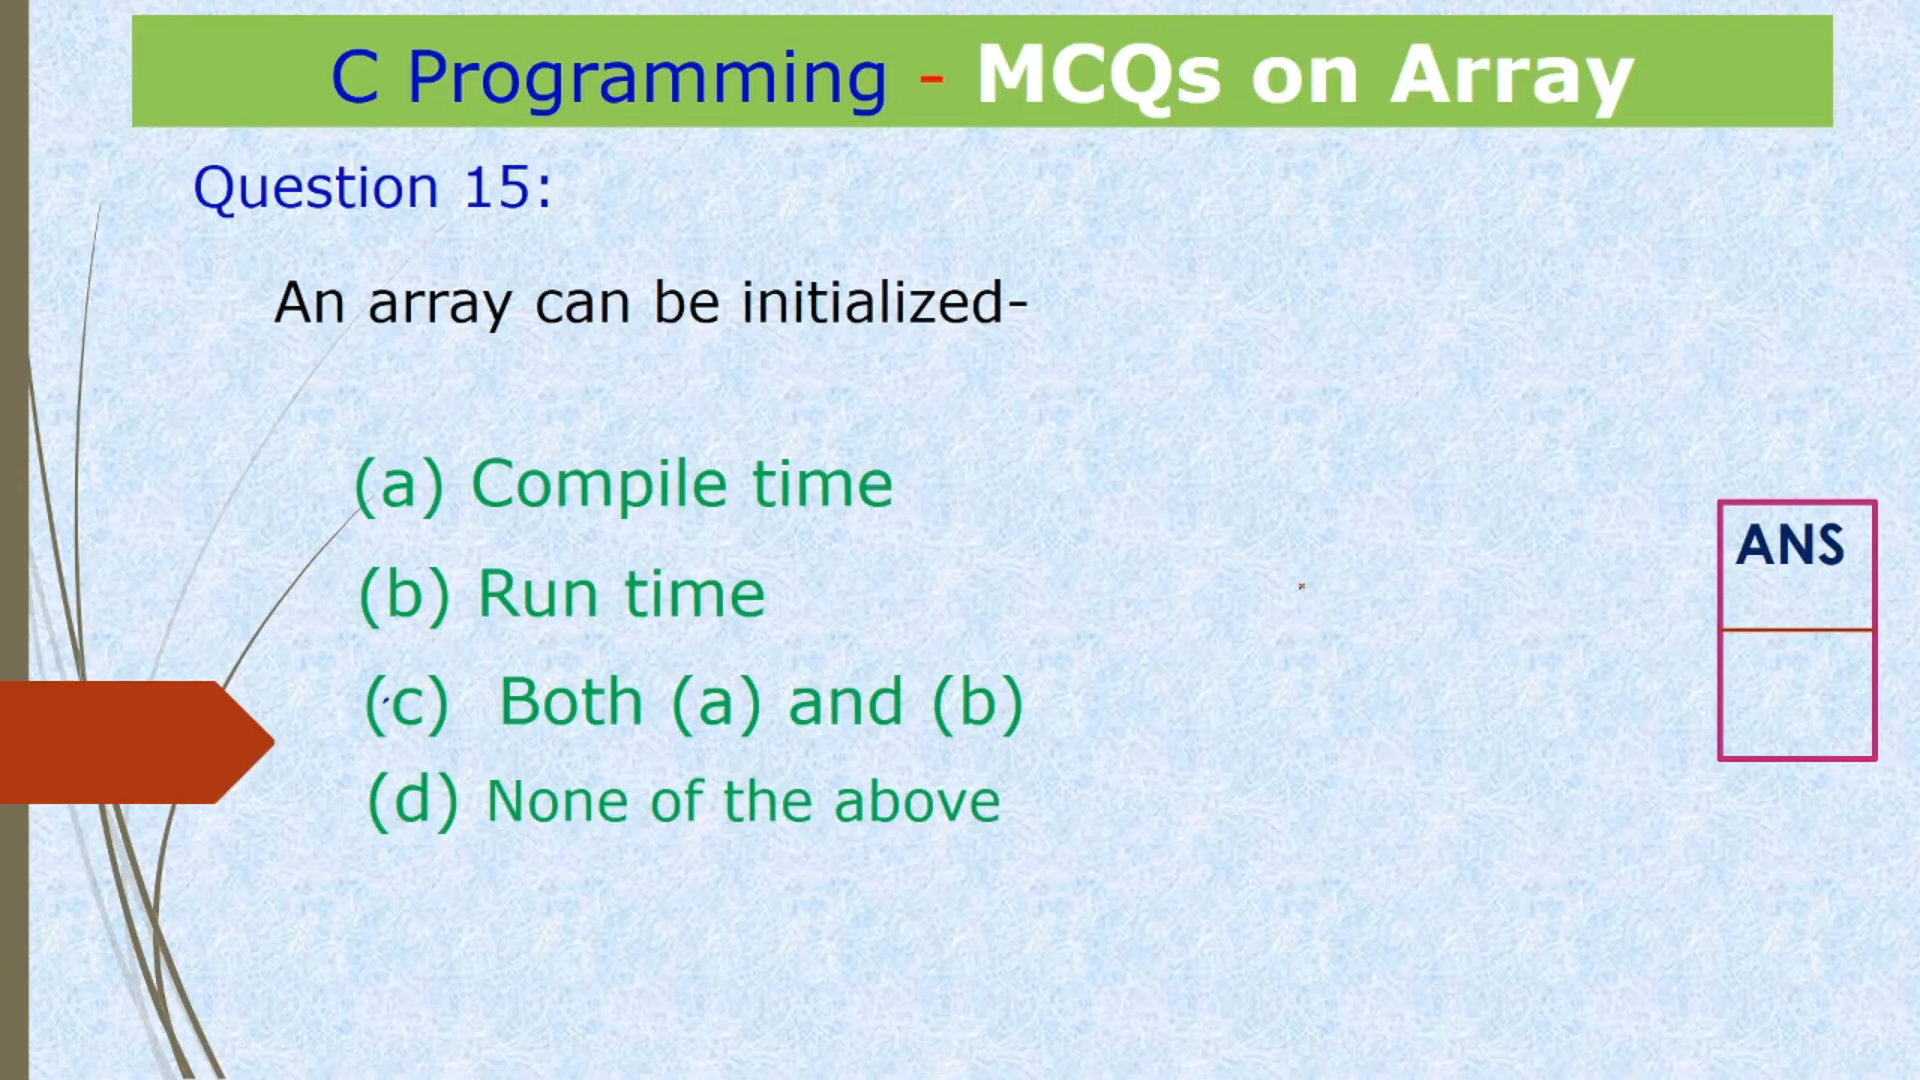 C Programming - MCQs on Array
Question 15:
An array can be initialized-
(a) Compile time
(b) Run time
(c) Both (a) and (b)
(d) None of the above
ANS